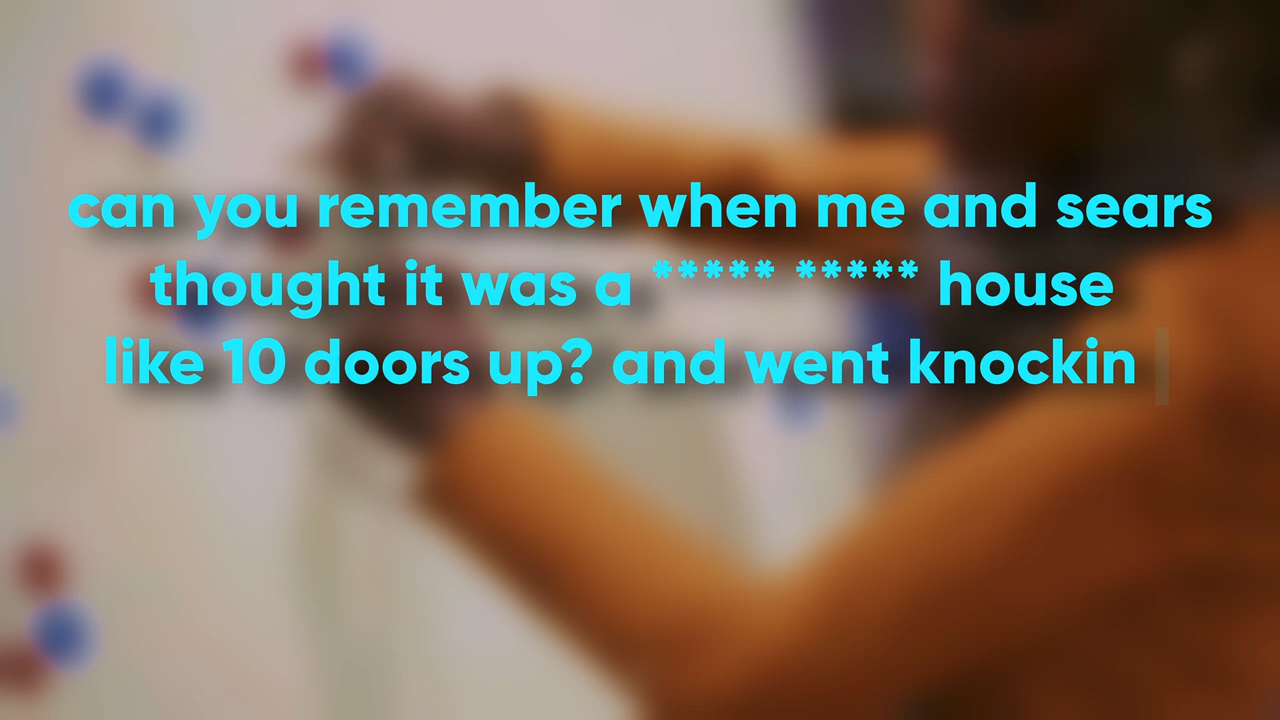 can you remember when me and sears
thought it was a ***** ***** house
like 10 doors up? and went knockin